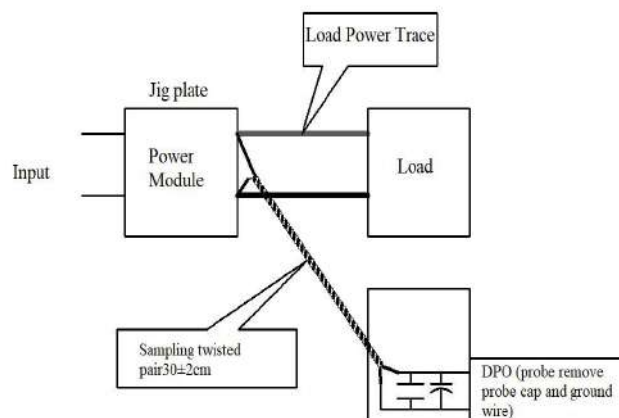 Load Power Trace
Jig plate
Input
Power
Module
Load
Sampling twisted
pair30±2cm
DPO (probe remove
probe cap and ground
wire)